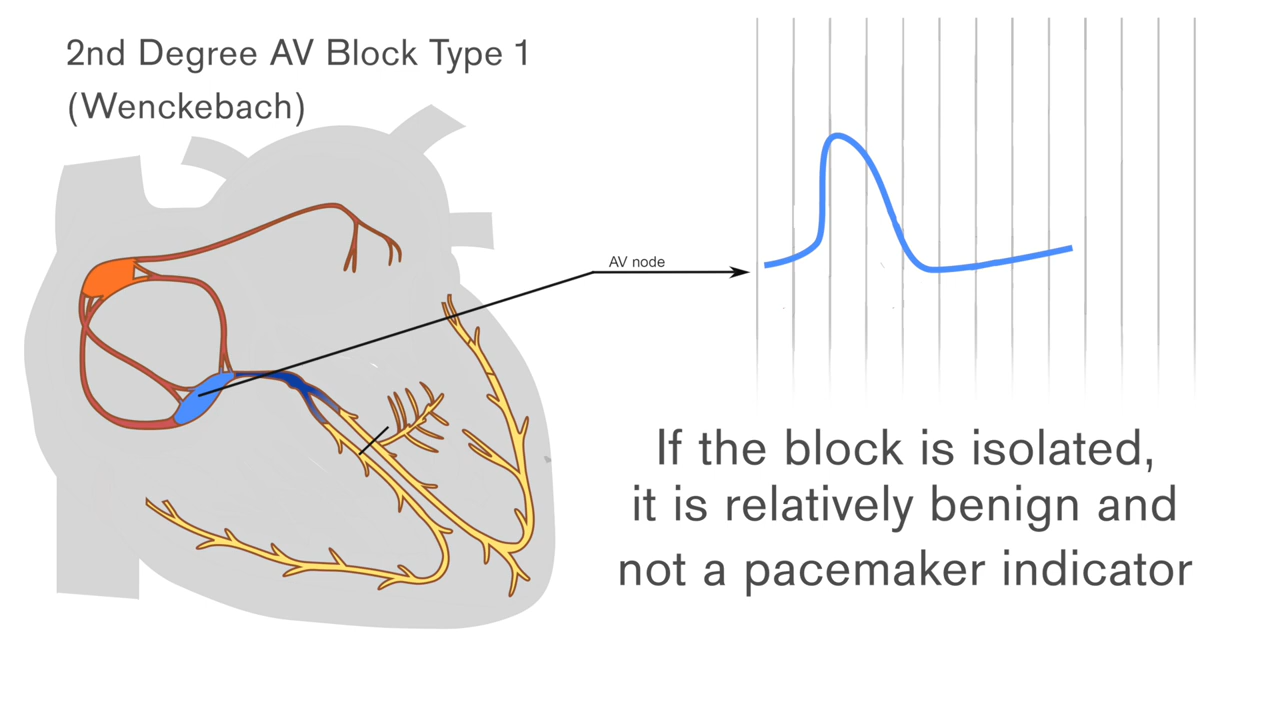 2nd Degree AV Block Type 1
(Wenckebach)
AV node
If the block is isolated,
it is relatively benign and
not a pacemaker indicator